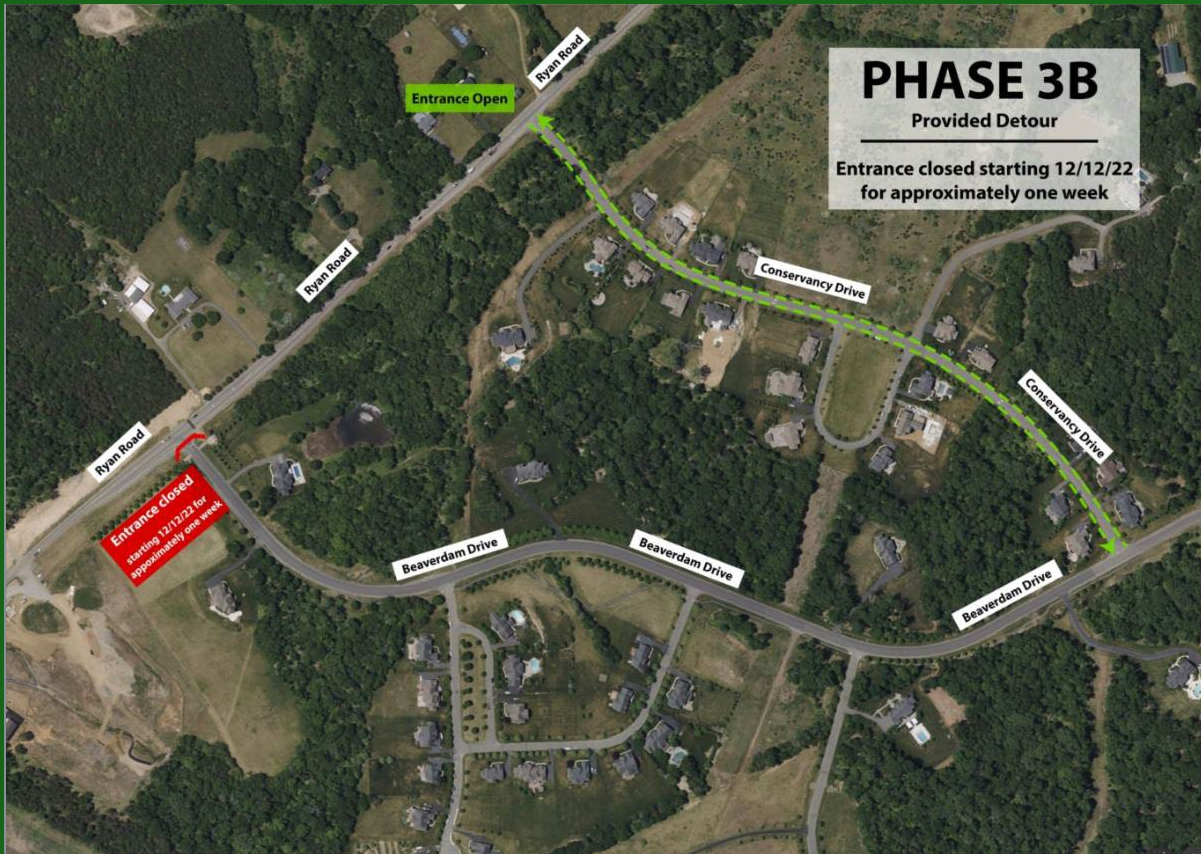 PHASE 3B
Provided Detour
Entrance closed starting 12/12/22
for approximately one week
Ryan Road
Entrance Open
Ryan Road
Conservancy Drive
Conservancy Drive
Ryan Road
Entrance closed
starting 12/12/22 for
appoximately one week
Beaverdam Drive
Beaverdam Drive
Beaverdam Drive